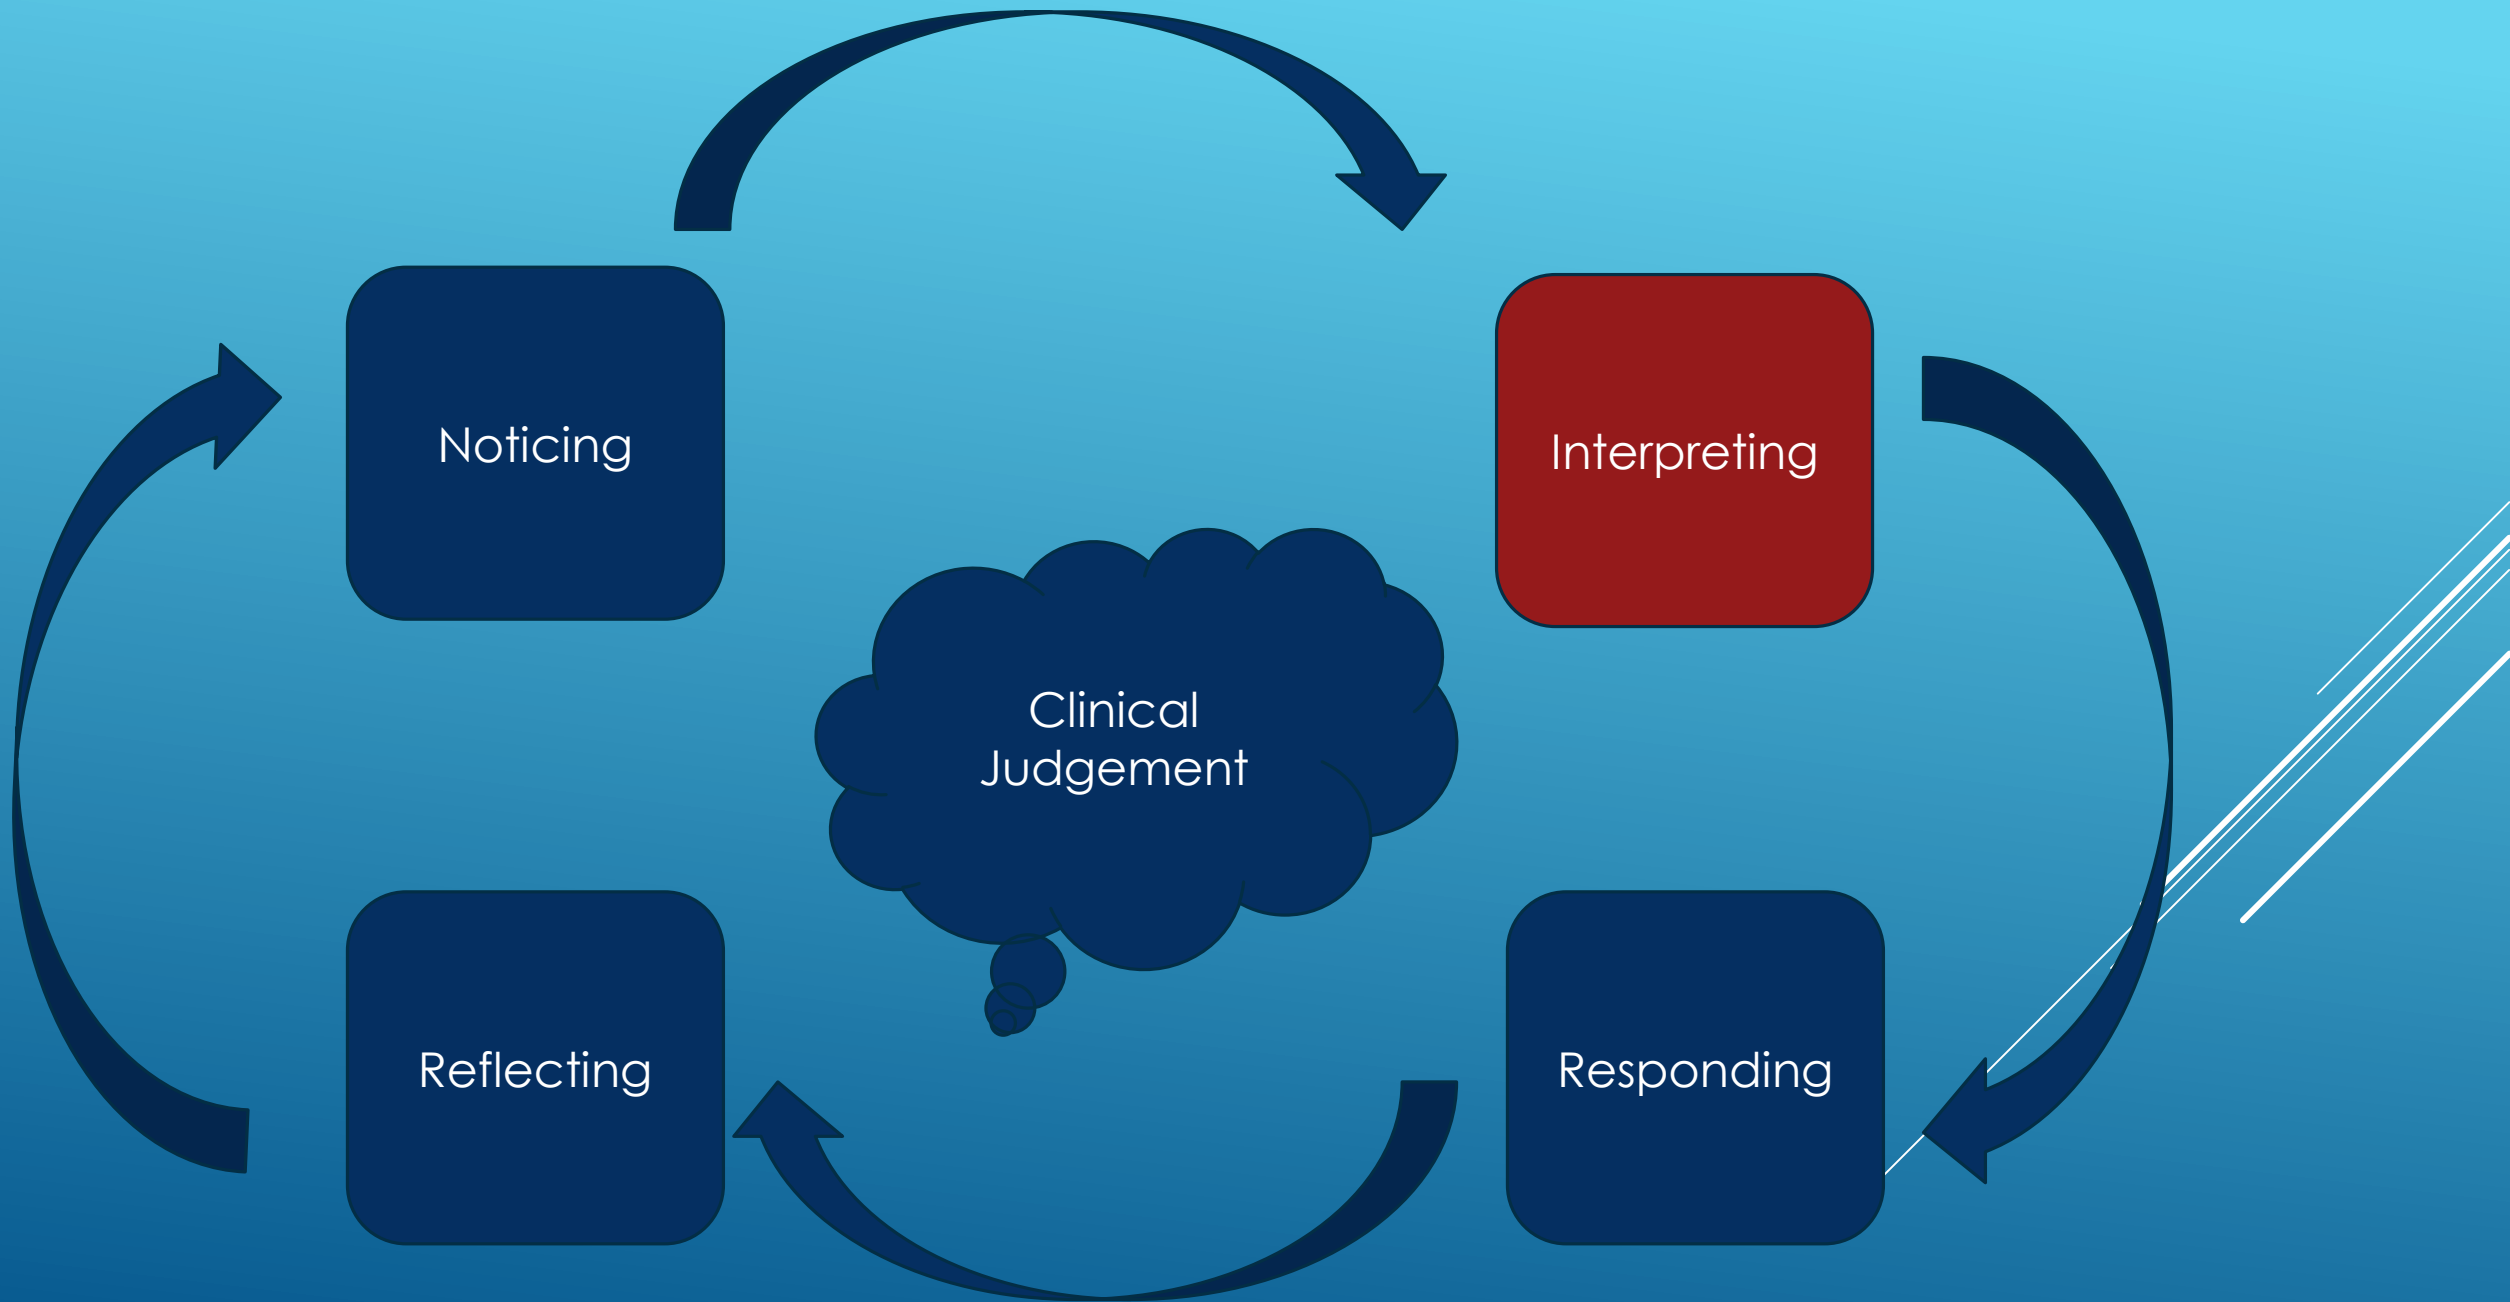 Noticing
Interpreting
Clinical
Judgement
Reflecting
Responding